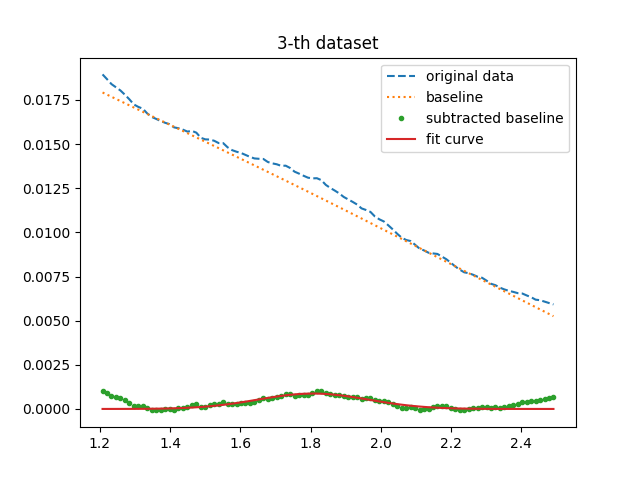 3-th dataset
original data
baseline
subtracted baseline
fit curve
0.0175
0.0150
0.0125
0.0100
0.0075
0.0050
0.0025
0.0000
1.2 1.4 1.6 1.8 2.0 2.2 2.4